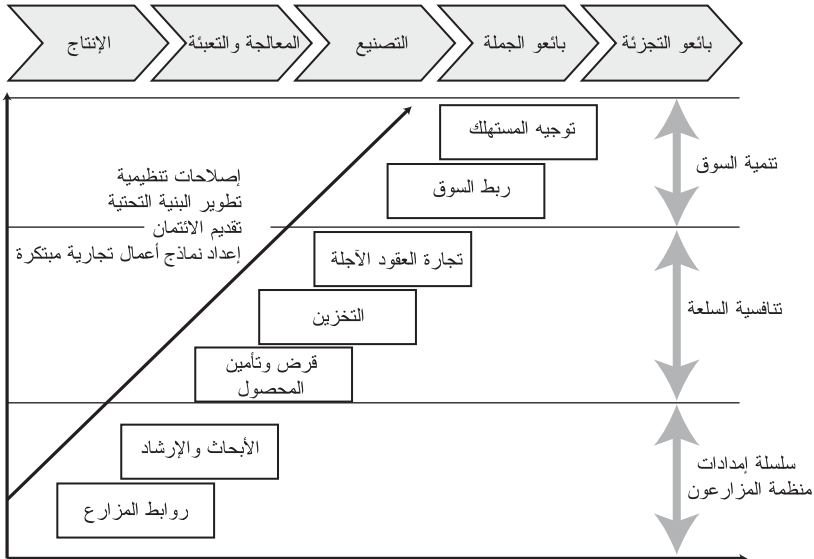 الإنتاج
المعالجة والتعبئة
التصنيع
بائعو الجملة
بائعو التجزئة
توجيه المستهلك
ربط السوق
تنمية السوق
إصلاحات تنظيمية
تطوير البنية التحتية
تقديم الائتمان
إعداد نماذج أعمال تجارية مبتكرة
تجارة العقود الآجلة
التخزين
قرض وتأمين
المحصول
تنافسية السلعة
الأبحاث والإرشاد
روابط المزارع
سلسلة إمدادات
منظمة المزارعون